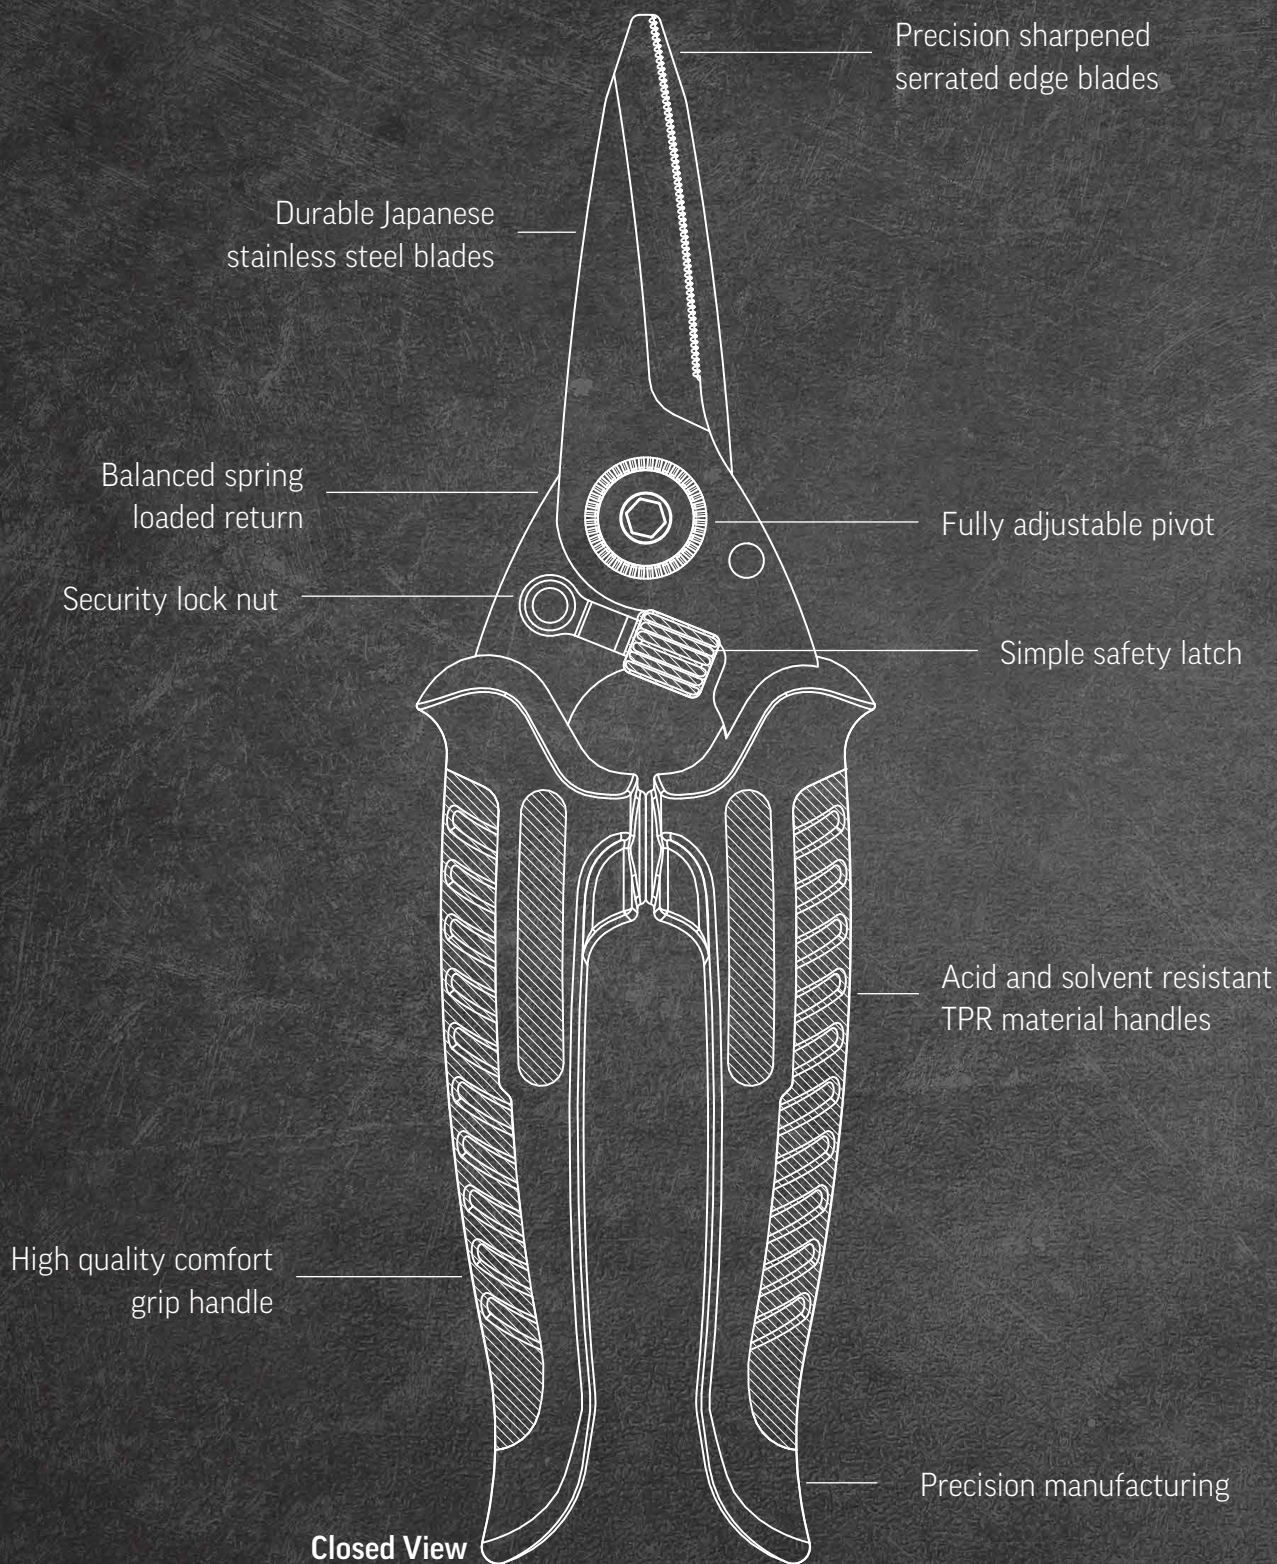 Precision sharpened
serrated edge blades
Durable Japanese
stainless steel blades
Balanced spring
loaded return
Fully adjustable pivot
Security lock nut
Simple safety latch
Acid and solvent resistant
TPR material handles
High quality comfort
grip handle
Precision manufacturing
Closed View